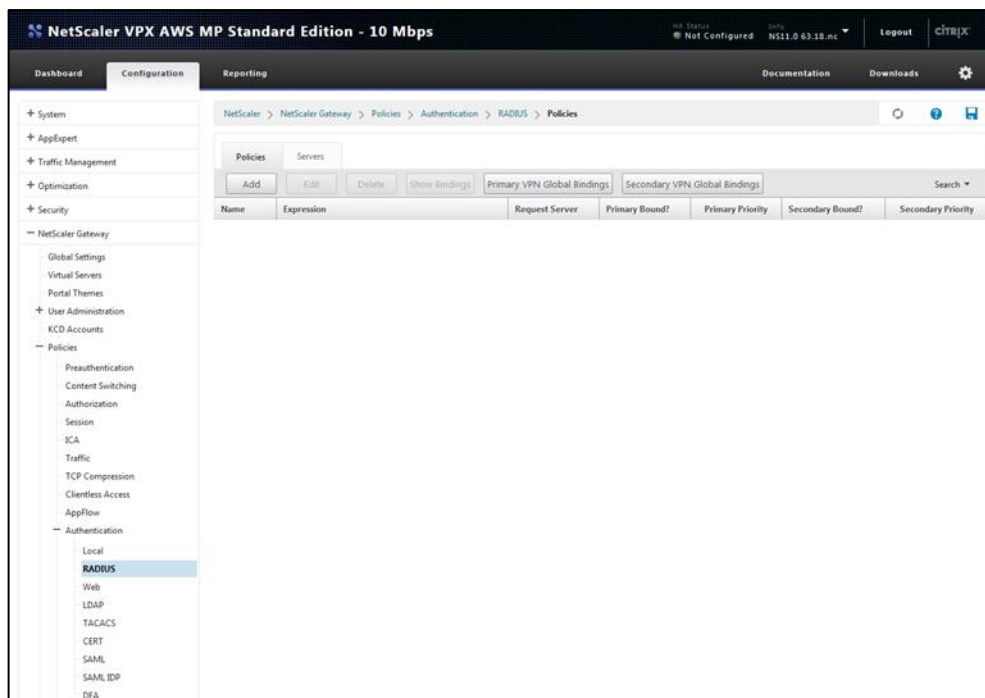 NetScaler VPX AWS MP Standard Edition - 10 Mbps
HA Status
Not Configured
Info
NS11.0 63.18.nc
Logout
CITRIX
Dashboard
Configuration
Reporting
Documentation
Downloads
+ System
+ AppExpert
+ Traffic Management
+ Optimization
+ Security
− NetScaler Gateway
Global Settings
Virtual Servers
Portal Themes
+ User Administration
KCD Accounts
− Policies
Preauthentication
Content Switching
Authorization
Session
ICA
Traffic
TCP Compression
Clientless Access
AppFlow
− Authentication
Local
RADIUS
Web
LDAP
TACACS
CERT
SAML
SAML IDP
DFA
NetScaler > NetScaler Gateway > Policies > Authentication > RADIUS > Policies
Policies
Servers
Add
Edit
Delete
Show Bindings
Primary VPN Global Bindings
Secondary VPN Global Bindings
Search
Name
Expression
Request Server
Primary Bound?
Primary Priority
Secondary Bound?
Secondary Priority